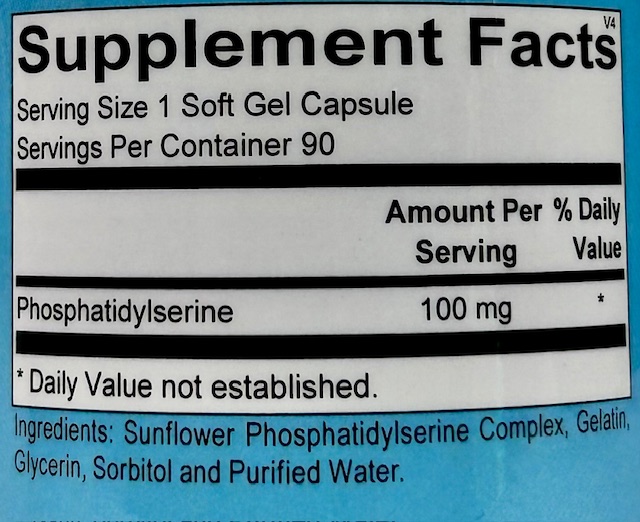 Supplement Facts
V4
Serving Size 1 Soft Gel Capsule
Servings Per Container 90
Amount Per % Daily
Serving Value
Phosphatidylserine 100 mg *
* Daily Value not established.
Ingredients: Sunflower Phosphatidylserine Complex, Gelatin,
Glycerin, Sorbitol and Purified Water.